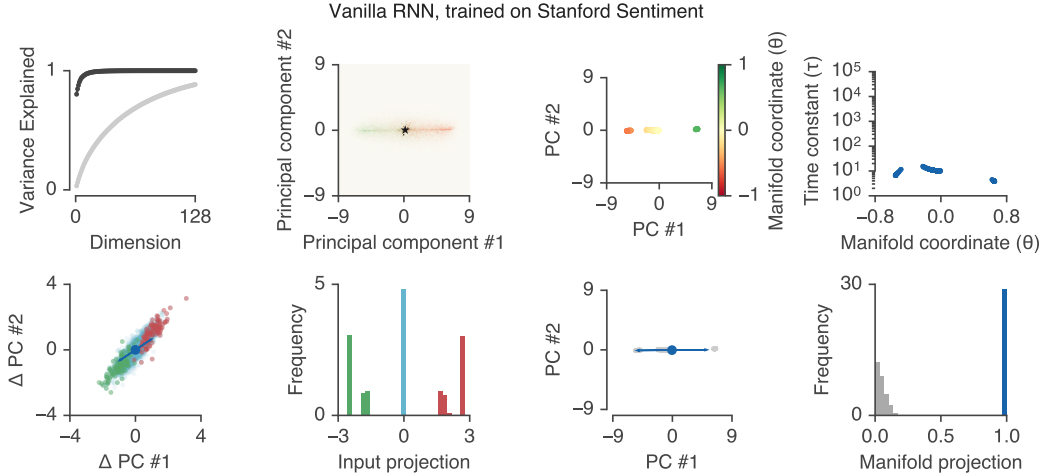 Vanilla RNN, trained on Stanford Sentiment
Variance Explained
1
0
0
128
Dimension
Principal component #2
9
0
−9
−9
0
9
Principal component #1
PC #2
9
0
−9
−9
9
PC #1
1
0
−1
Manifold coordinate (θ)
Time constant (τ)
10⁵
10⁴
10³
10²
10¹
10⁰
−0.8
0.0
0.8
Manifold coordinate (θ)
Δ PC #2
4
0
−4
−4
0
4
Δ PC #1
Frequency
5
0
−3
0
3
Input projection
PC #2
9
0
−9
−9
0
9
PC #1
Frequency
30
0
0.0
0.5
1.0
Manifold projection